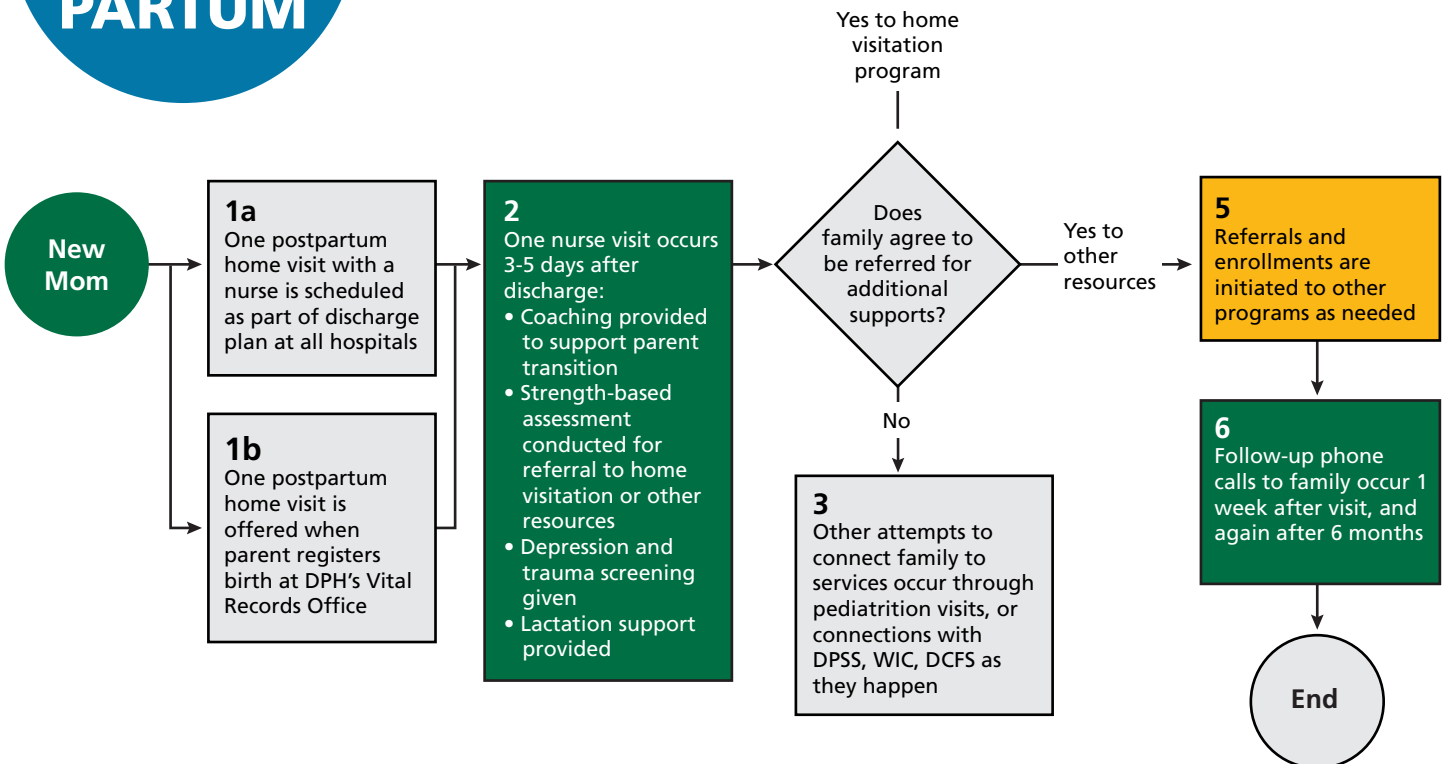 PARTUM
Yes to home
visitation
program
New
Mom
1a
One postpartum
home visit with a
nurse is scheduled
as part of discharge
plan at all hospitals
1b
One postpartum
home visit is
offered when
parent registers
birth at DPH’s Vital
Records Office
2
One nurse visit occurs
3-5 days after
discharge:
• Coaching provided
to support parent
transition
• Strength-based
assessment
conducted for
referral to home
visitation or other
resources
• Depression and
trauma screening
given
• Lactation support
provided
Does
family agree to
be referred for
additional
supports?
Yes to
other
resources
No
3
Other attempts to
connect family to
services occur through
pediatrition visits, or
connections with
DPSS, WIC, DCFS as
they happen
5
Referrals and
enrollments are
initiated to other
programs as needed
6
Follow-up phone
calls to family occur 1
week after visit, and
again after 6 months
End